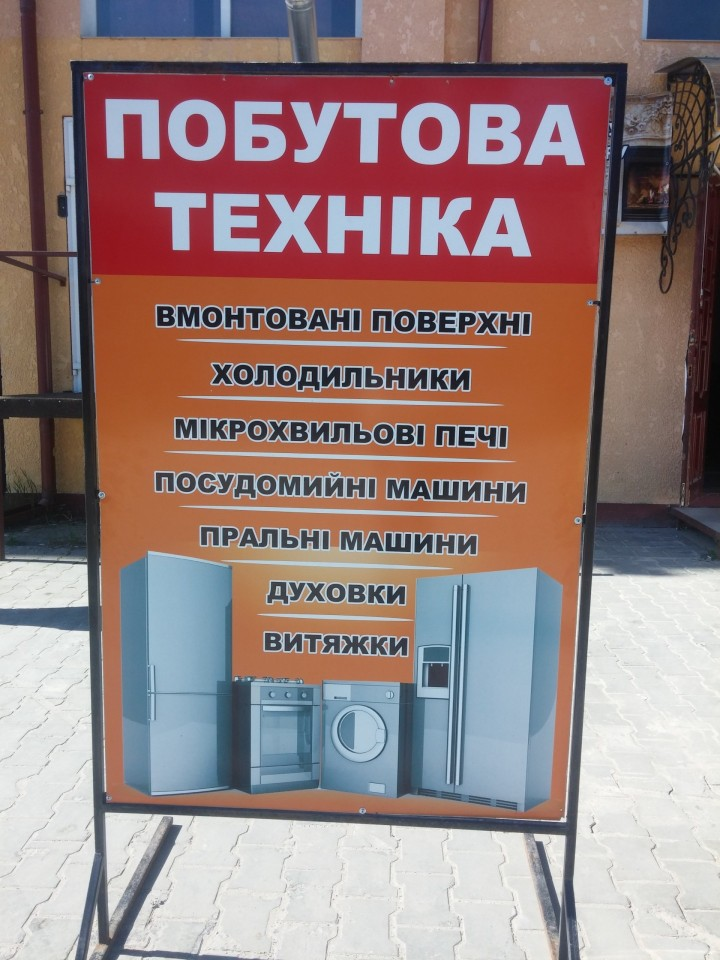 ПОБУТОВА
ТЕХНІКА
ВМОНТОВАНІ ПОВЕРХНІ
ХОЛОДИЛЬНИКИ
МІКРОХВИЛЬОВІ ПЕЧІ
ПОСУДОМИЙНІ МАШИНИ
ПРАЛЬНІ МАШИНИ
ДУХОВКИ
ВИТЯЖКИ